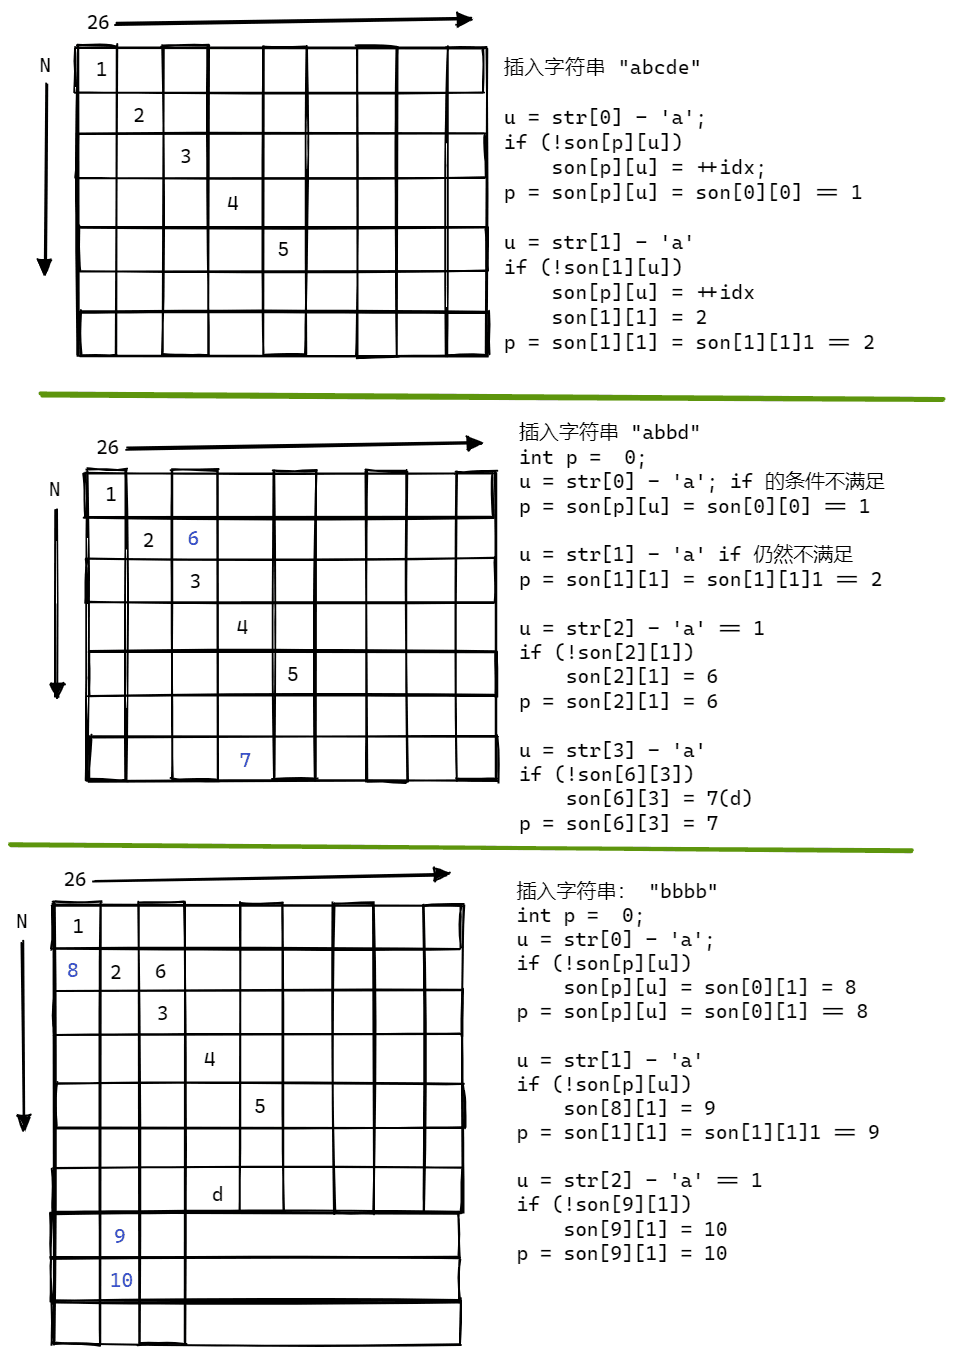 26
N
1
2
3
4
5
插入字符串 "abcde"
u = str[0] - 'a';
if (!son[p][u])
    son[p][u] = ++idx;
p = son[p][u] = son[0][0] == 1
u = str[1] - 'a'
if (!son[1][u])
    son[p][u] = ++idx
    son[1][1] = 2
p = son[1][1] = son[1][1]1 == 2
26
N
1
2 6
3
4
5
7
插入字符串 "abbd"
int p =  0;
u = str[0] - 'a'; if 的条件不满足
p = son[p][u] = son[0][0] == 1
u = str[1] - 'a' if 仍然不满足
p = son[1][1] = son[1][1]1 == 2
u = str[2] - 'a' == 1
if (!son[2][1])
    son[2][1] = 6
p = son[2][1] = 6
u = str[3] - 'a'
if (!son[6][3])
    son[6][3] = 7(d)
p = son[6][3] = 7
26
N
1
8 2 6
3
4
5
d
9
10
插入字符串： "bbbb"
int p =  0;
u = str[0] - 'a';
if (!son[p][u])
    son[p][u] = son[0][1] = 8
p = son[p][u] = son[0][1] == 8
u = str[1] - 'a'
if (!son[p][u])
    son[8][1] = 9
p = son[1][1] = son[1][1]1 == 9
u = str[2] - 'a' == 1
if (!son[9][1])
    son[9][1] = 10
p = son[9][1] = 10